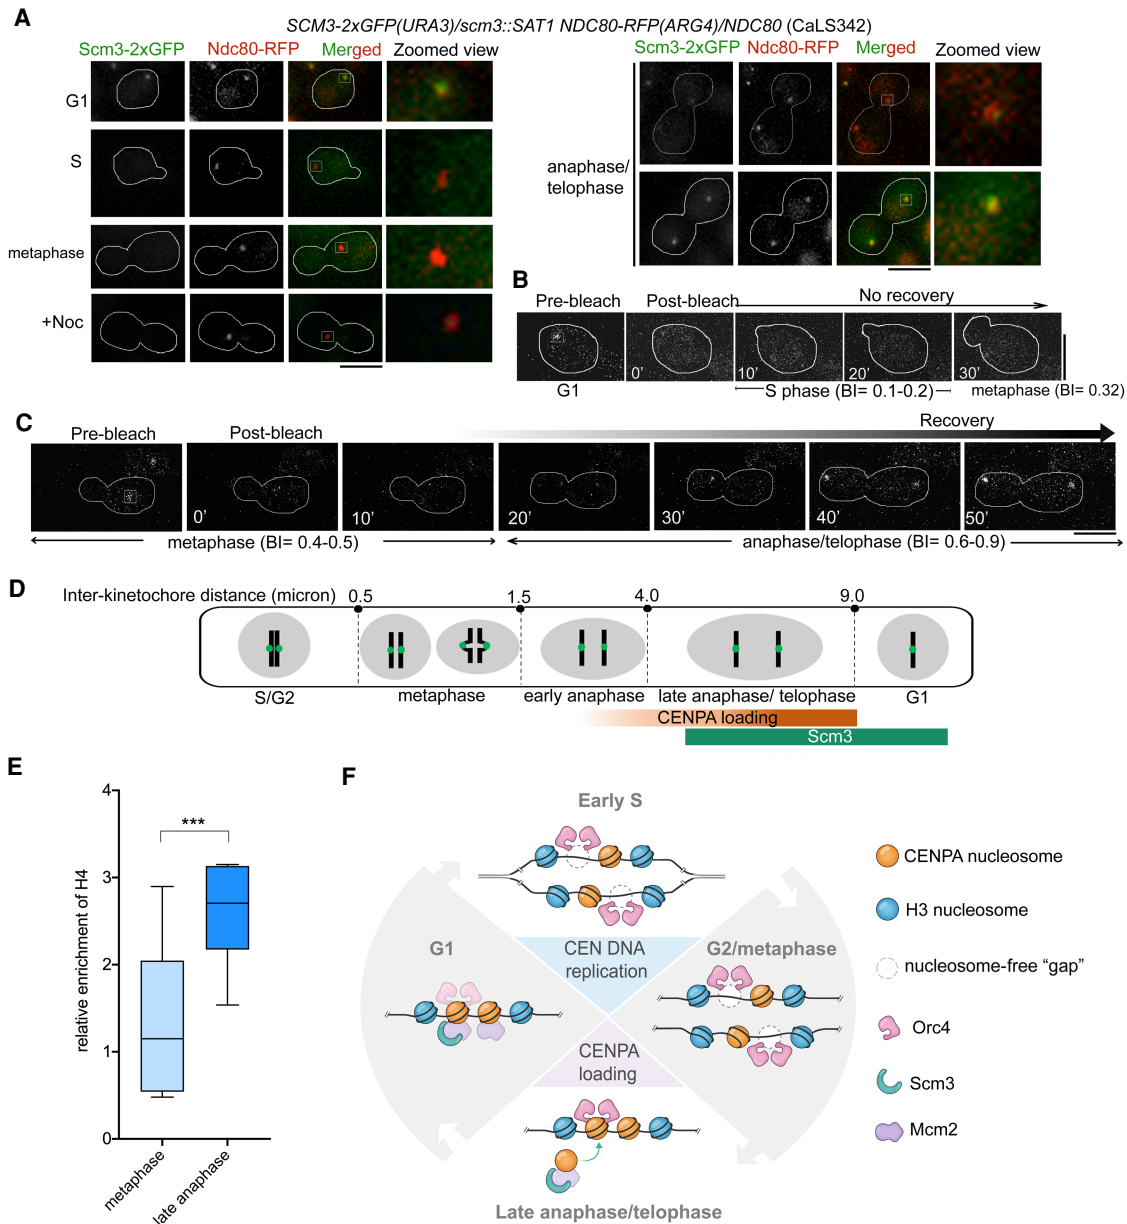 A
SCM3-2xGFP(URA3)/scm3::SAT1 NDC80-RFP(ARG4)/NDC80 (CaLS342)
Scm3-2xGFP Ndc80-RFP Merged Zoomed view
G1
S
metaphase
+Noc
Scm3-2xGFP Ndc80-RFP Merged Zoomed view
anaphase/
telophase
B
Pre-bleach Post-bleach No recovery
0' 10' 20' 30'
G1 S phase (BI= 0.1-0.2) metaphase (BI= 0.32)
C
Pre-bleach Post-bleach Recovery
0' 10' 20' 30' 40' 50'
metaphase (BI= 0.4-0.5) anaphase/telophase (BI= 0.6-0.9)
D
Inter-kinetochore distance (micron) 0.5 1.5 4.0 9.0
S/G2 metaphase early anaphase late anaphase/ telophase G1
CENPA loading
Scm3
E
relative enrichment of H4
4
3
2
1
0
***
metaphase
late anaphase
F
Early S
G1
CEN DNA
replication
G2/metaphase
CENPA
loading
Late anaphase/telophase
CENPA nucleosome
H3 nucleosome
nucleosome-free “gap”
Orc4
Scm3
Mcm2